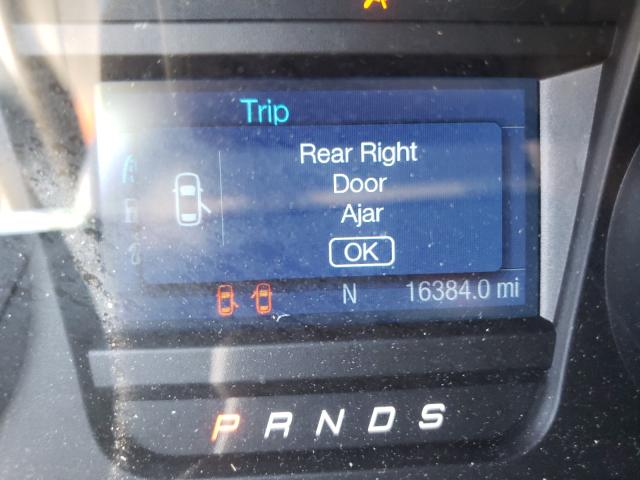 Trip
Rear Right
Door
Ajar
OK
N 16384.0 mi
P R N D S